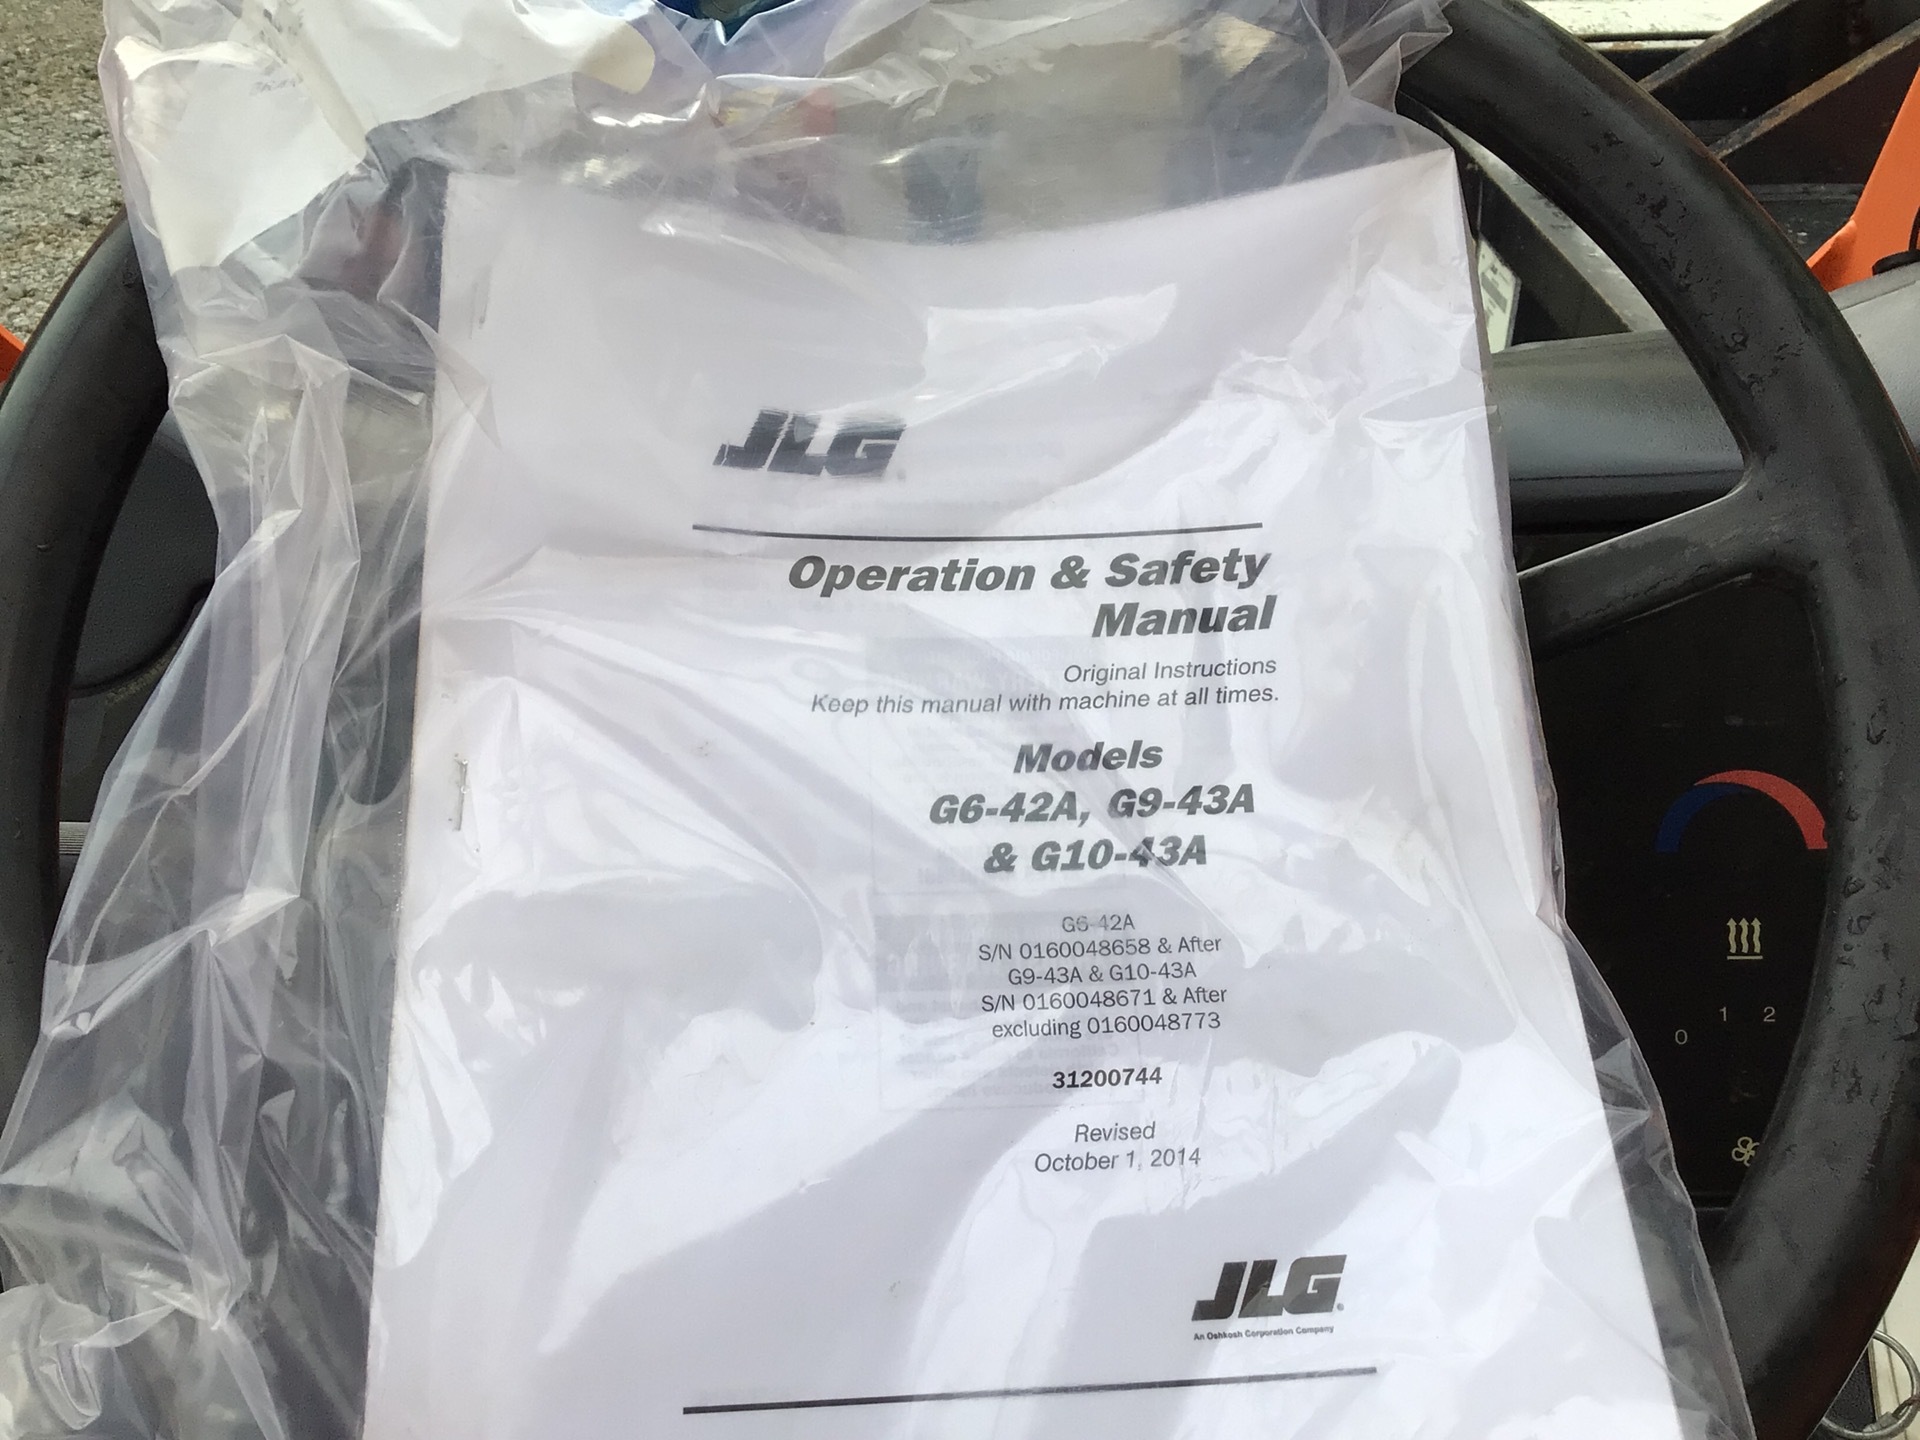 JLG
Operation & Safety
Manual
Original Instructions
Keep this manual with machine at all times.
Models
G6-42A, G9-43A
& G10-43A
G6-42A
S/N 0160048658 & After
G9-43A & G10-43A
S/N 0160048671 & After
excluding 0160048773
31200744
Revised
October 1, 2014
JLG
An Oshkosh Corporation Company
0 1 2